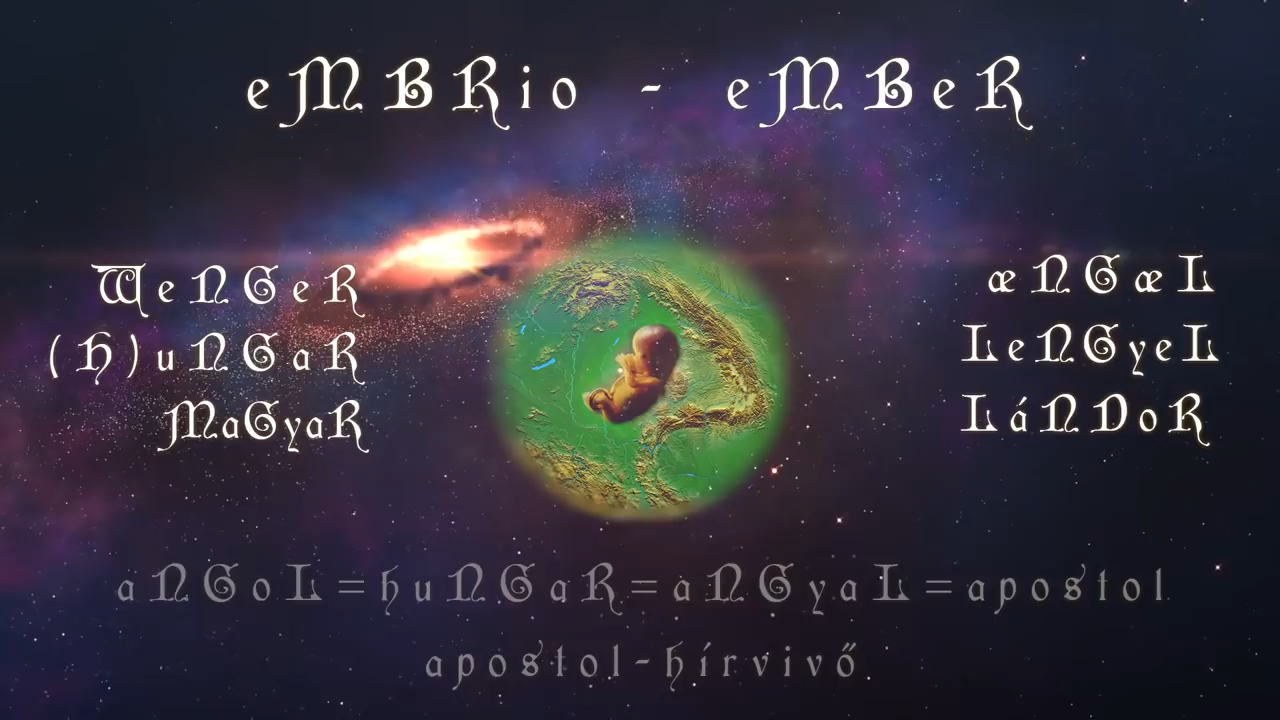 eMBRio - eMBeR
WeNGeR
(H)uNGaR
MaGyaR
æNGæL
LeNGyeL
LáNDoR
aNGoL=huNGaR=aNGyaL=apostol
apostol-hírvivő